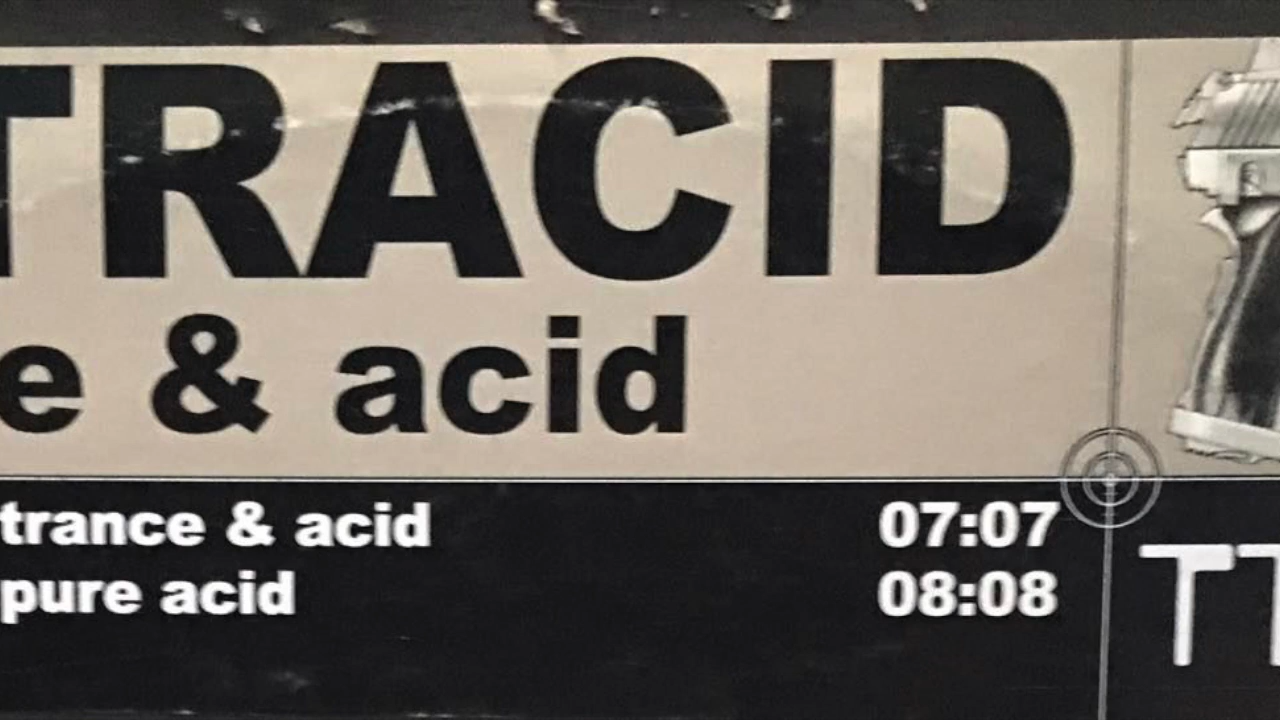 TRACID
e & acid
trance & acid 07:07
pure acid 08:08
TT